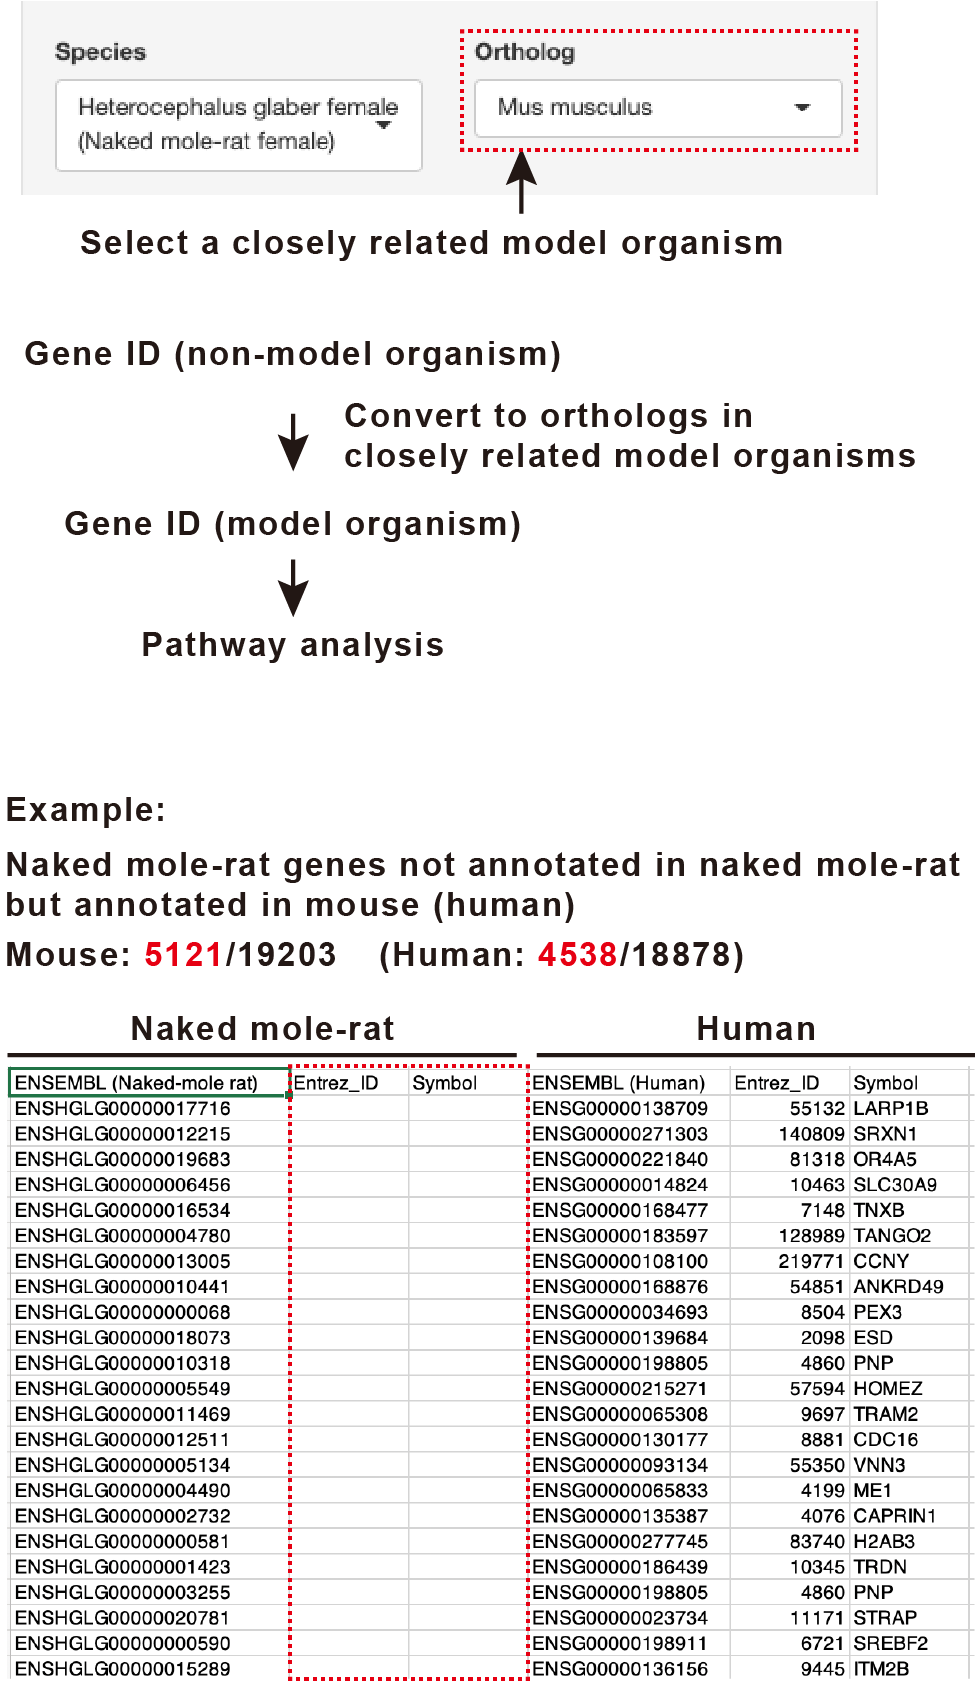 Species
Ortholog
Heterocephalus glaber female
(Naked mole-rat female)
Mus musculus
Select a closely related model organism
Gene ID (non-model organism)
Convert to orthologs in
closely related model organisms
Gene ID (model organism)
Pathway analysis
Example:
Naked mole-rat genes not annotated in naked mole-rat
but annotated in mouse (human)
Mouse: 5121/19203 (Human: 4538/18878)
Naked mole-rat Human
ENSEMBL (Naked-mole rat) Entrez_ID Symbol ENSEMBL (Human) Entrez_ID Symbol
ENSHGLG00000017716 ENSG00000138709 55132 LARP1B
ENSHGLG00000012215 ENSG00000271303 140809 SRXN1
ENSHGLG00000019683 ENSG00000221840 81318 OR4A5
ENSHGLG00000006456 ENSG00000014824 10463 SLC30A9
ENSHGLG00000016534 ENSG00000168477 7148 TNXB
ENSHGLG00000004780 ENSG00000183597 128989 TANGO2
ENSHGLG00000013005 ENSG00000108100 219771 CCNY
ENSHGLG00000010441 ENSG00000168876 54851 ANKRD49
ENSHGLG00000000068 ENSG00000034693 8504 PEX3
ENSHGLG00000018073 ENSG00000139684 2098 ESD
ENSHGLG00000010318 ENSG00000198805 4860 PNP
ENSHGLG00000005549 ENSG00000215271 57594 HOMEZ
ENSHGLG00000011469 ENSG00000065308 9697 TRAM2
ENSHGLG00000012511 ENSG00000130177 8881 CDC16
ENSHGLG00000005134 ENSG00000093134 55350 VNN3
ENSHGLG00000004490 ENSG00000065833 4199 ME1
ENSHGLG00000002732 ENSG00000135387 4076 CAPRIN1
ENSHGLG00000000581 ENSG00000277745 83740 H2AB3
ENSHGLG00000001423 ENSG00000186439 10345 TRDN
ENSHGLG00000003255 ENSG00000198805 4860 PNP
ENSHGLG00000020781 ENSG00000023734 11171 STRAP
ENSHGLG00000000590 ENSG00000198911 6721 SREBF2
ENSHGLG00000015289 ENSG00000136156 9445 ITM2B